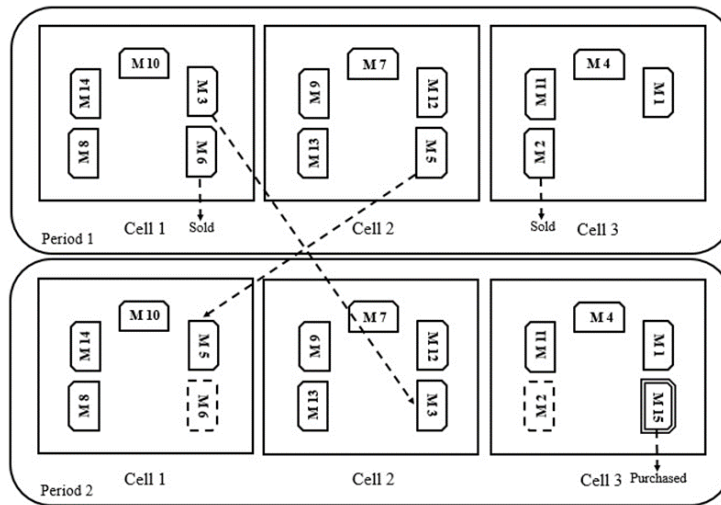 M 10
M 14
M 3
M 8
M 6
Sold
Cell 1
M 7
M 9
M 12
M 13
M 5
Cell 2
M 4
M 11
M 1
M 2
Sold
Cell 3
Period 1
M 10
M 14
M 5
M 8
M 6
Cell 1
M 7
M 9
M 12
M 13
M 3
Cell 2
M 4
M 11
M 1
M 2
M 15
Cell 3
Purchased
Period 2